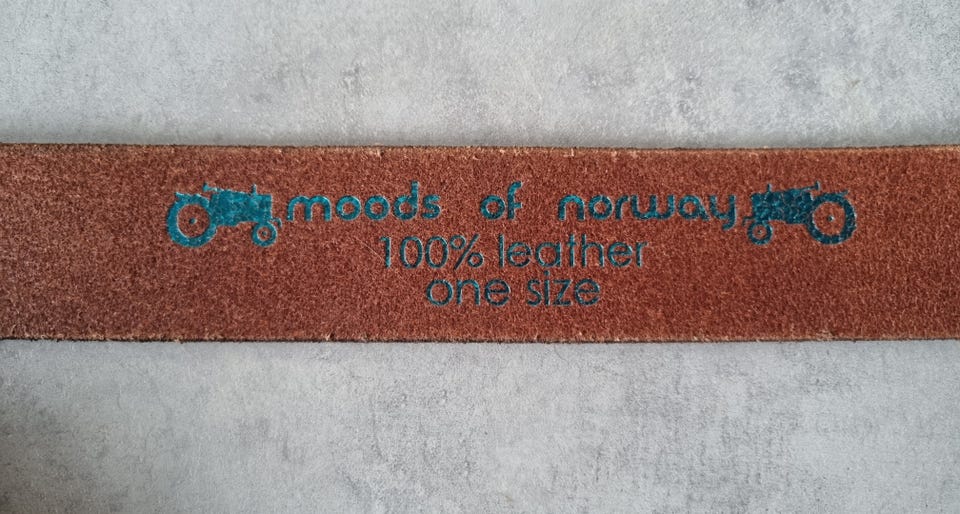 moods of norway
100% leather
one size